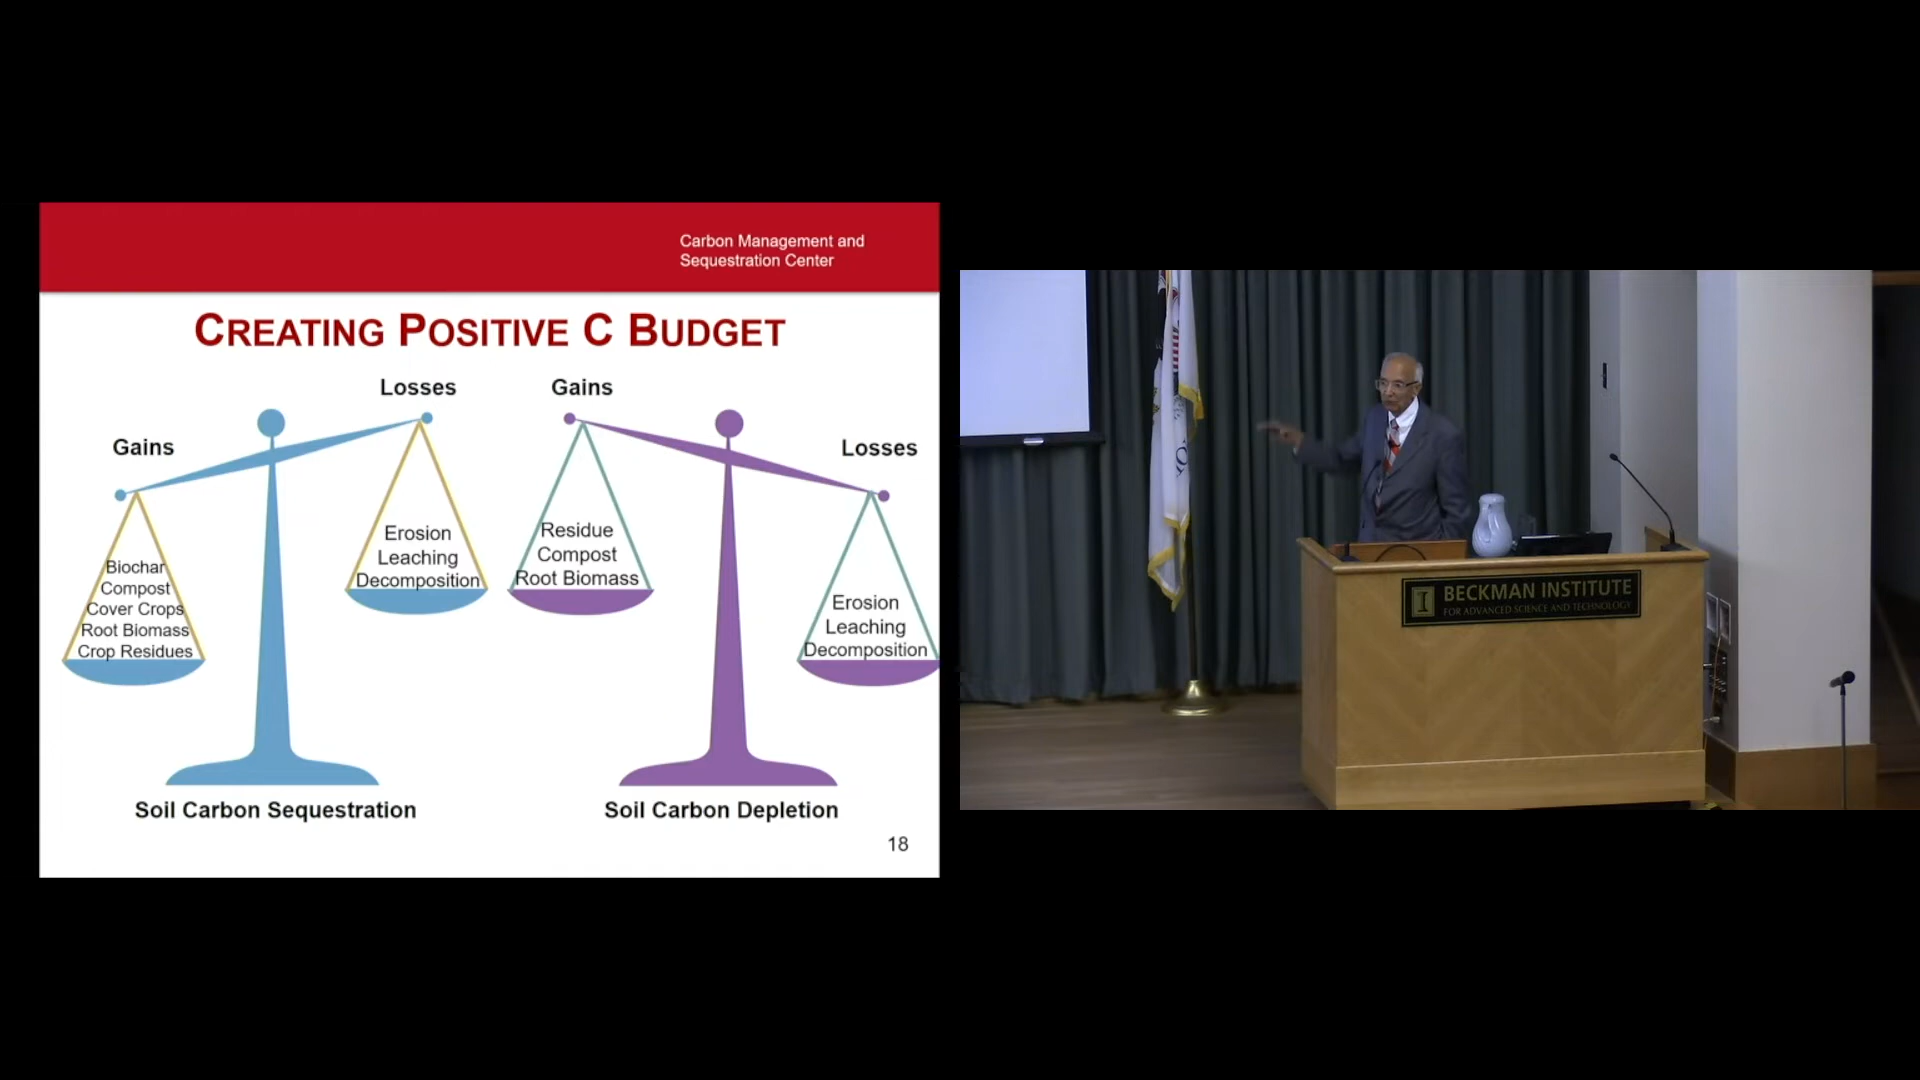 Carbon Management and
Sequestration Center
CREATING POSITIVE C BUDGET
Losses
Gains
Gains
Losses
Biochar
Compost
Cover Crops
Root Biomass
Crop Residues
Erosion
Leaching
Decomposition
Residue
Compost
Root Biomass
Erosion
Leaching
Decomposition
Soil Carbon Sequestration
Soil Carbon Depletion
18
I
BECKMAN INSTITUTE
FOR ADVANCED SCIENCE AND TECHNOLOGY